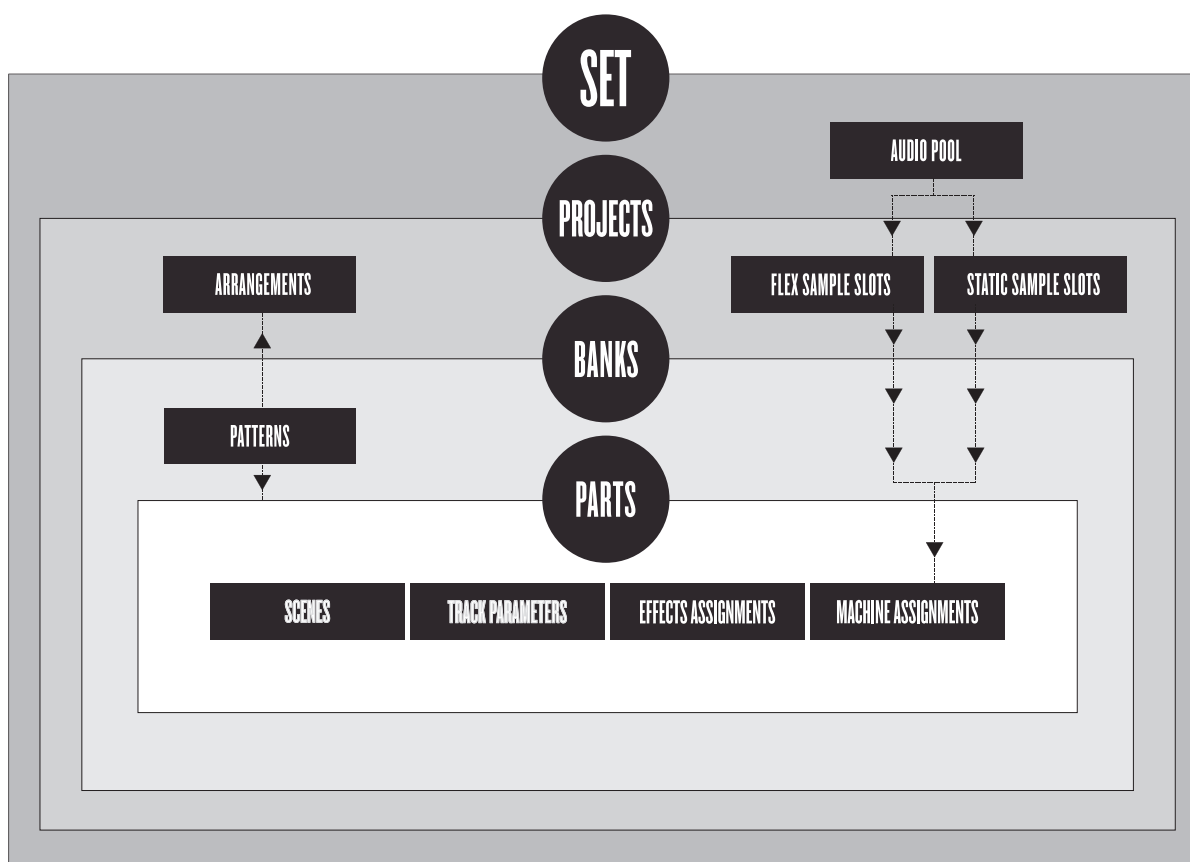 SET
AUDIO POOL
PROJECTS
ARRANGEMENTS
FLEX SAMPLE SLOTS
STATIC SAMPLE SLOTS
BANKS
PATTERNS
PARTS
SCENES
TRACK PARAMETERS
EFFECTS ASSIGNMENTS
MACHINE ASSIGNMENTS